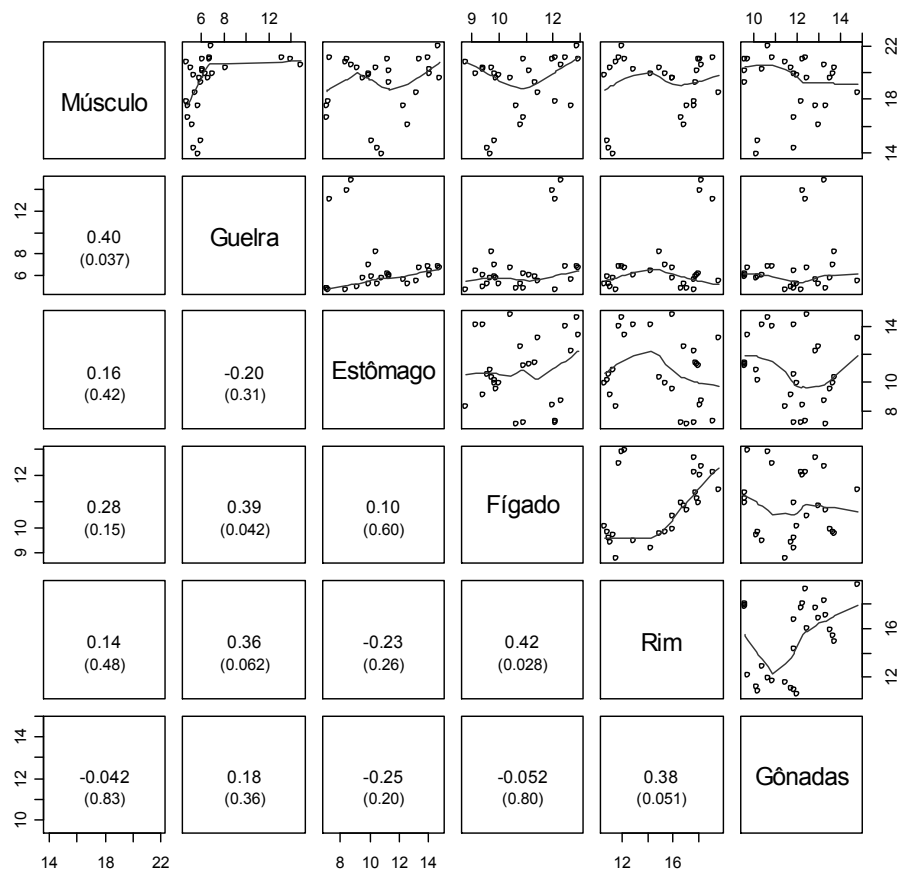 6 8 12
9 10 12
10 12 14
Músculo
14 18 22
0.40
(0.037)
Guelra
6 8 12
0.16
(0.42)
-0.20
(0.31)
Estômago
8 10 14
0.28
(0.15)
0.39
(0.042)
0.10
(0.60)
Fígado
9 10 12
0.14
(0.48)
0.36
(0.062)
-0.23
(0.26)
0.42
(0.028)
Rim
12 16
-0.042
(0.83)
0.18
(0.36)
-0.25
(0.20)
-0.052
(0.80)
0.38
(0.051)
Gônadas
10 12 14
14 18 22
8 10 14
12 16